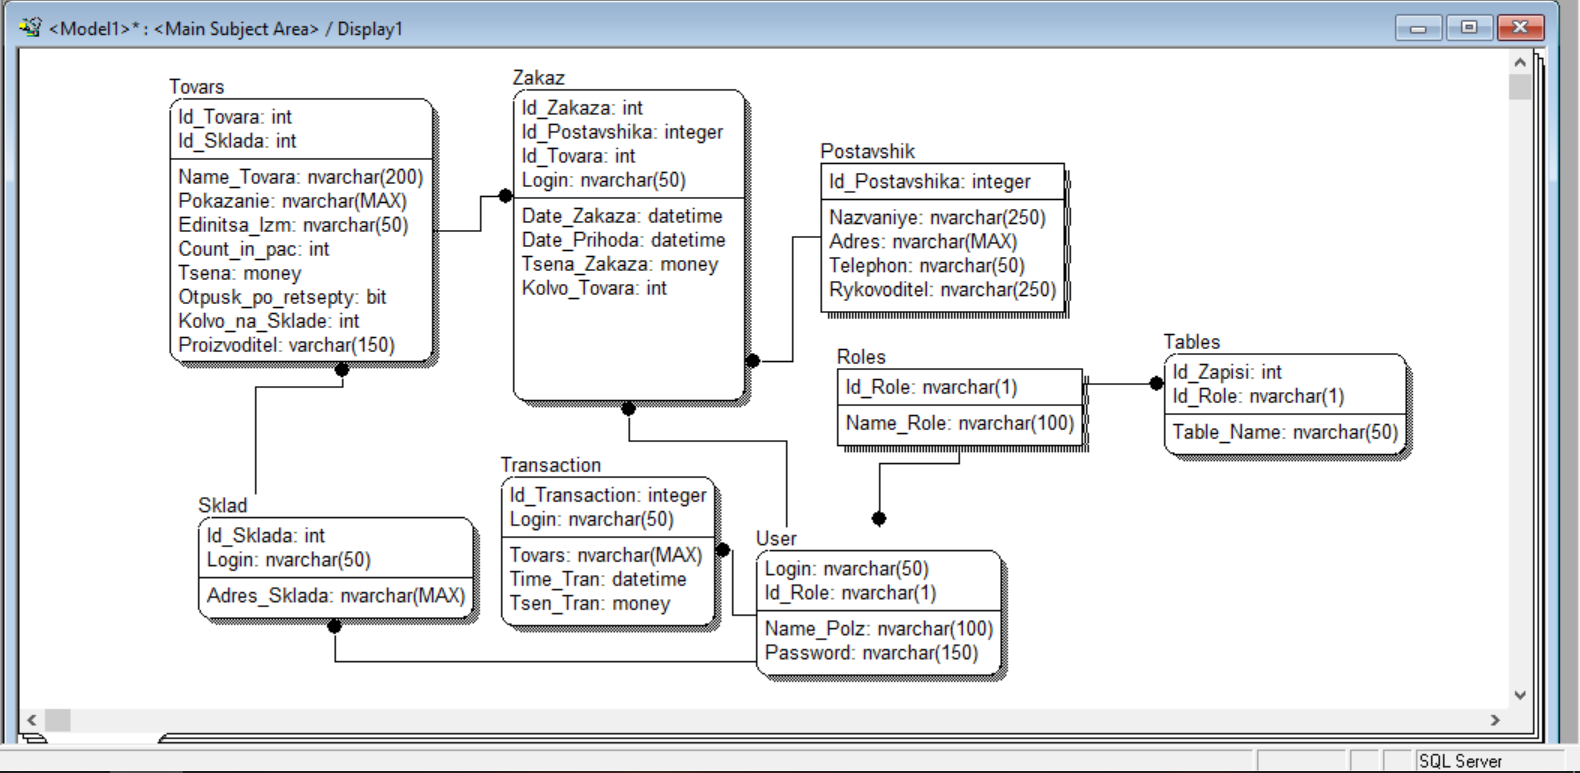 <Model1>* : <Main Subject Area> / Display1
Tovars
Id_Tovara: int
Id_Sklada: int
Name_Tovara: nvarchar(200)
Pokazanie: nvarchar(MAX)
Edinitsa_Izm: nvarchar(50)
Count_in_pac: int
Tsena: money
Otpusk_po_retsepty: bit
Kolvo_na_Sklade: int
Proizvoditel: varchar(150)
Zakaz
Id_Zakaza: int
Id_Postavshika: integer
Id_Tovara: int
Login: nvarchar(50)
Date_Zakaza: datetime
Date_Prihoda: datetime
Tsena_Zakaza: money
Kolvo_Tovara: int
Postavshik
Id_Postavshika: integer
Nazvaniye: nvarchar(250)
Adres: nvarchar(MAX)
Telephon: nvarchar(50)
Rykovoditel: nvarchar(250)
Roles
Id_Role: nvarchar(1)
Name_Role: nvarchar(100)
Tables
Id_Zapisi: int
Id_Role: nvarchar(1)
Table_Name: nvarchar(50)
Sklad
Id_Sklada: int
Login: nvarchar(50)
Adres_Sklada: nvarchar(MAX)
Transaction
Id_Transaction: integer
Login: nvarchar(50)
Tovars: nvarchar(MAX)
Time_Tran: datetime
Tsen_Tran: money
User
Login: nvarchar(50)
Id_Role: nvarchar(1)
Name_Polz: nvarchar(100)
Password: nvarchar(150)
SQL Server